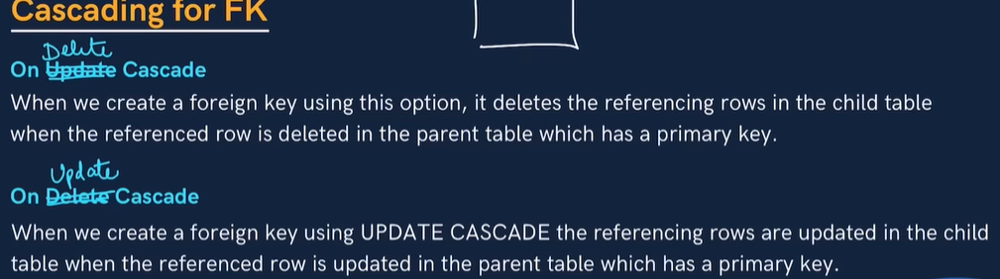 Cascading for FK
Delete
On Update Cascade
When we create a foreign key using this option, it deletes the referencing rows in the child table
when the referenced row is deleted in the parent table which has a primary key.
Update
On Delete Cascade
When we create a foreign key using UPDATE CASCADE the referencing rows are updated in the child
table when the referenced row is updated in the parent table which has a primary key.